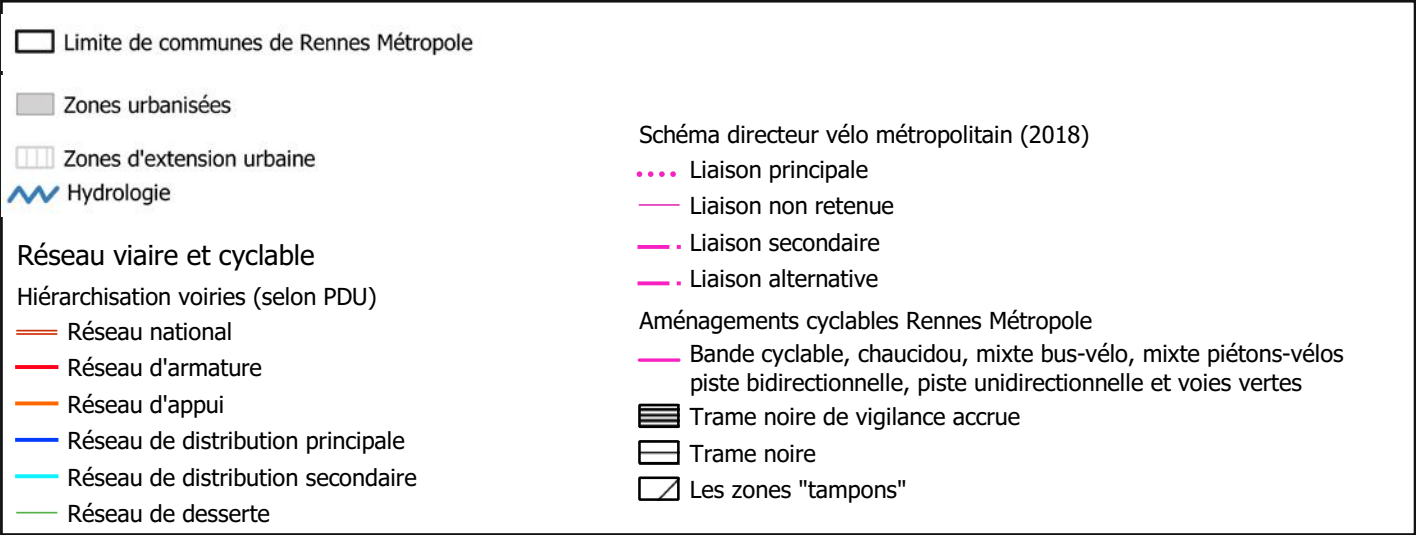 Limite de communes de Rennes Métropole
Zones urbanisées
Zones d'extension urbaine
Hydrologie
Réseau viaire et cyclable
Hiérarchisation voiries (selon PDU)
Réseau national
Réseau d'armature
Réseau d'appui
Réseau de distribution principale
Réseau de distribution secondaire
Réseau de desserte
Schéma directeur vélo métropolitain (2018)
Liaison principale
Liaison non retenue
Liaison secondaire
Liaison alternative
Aménagements cyclables Rennes Métropole
Bande cyclable, chaucidou, mixte bus-vélo, mixte piétons-vélos
piste bidirectionnelle, piste unidirectionnelle et voies vertes
Trame noire de vigilance accrue
Trame noire
Les zones "tampons"